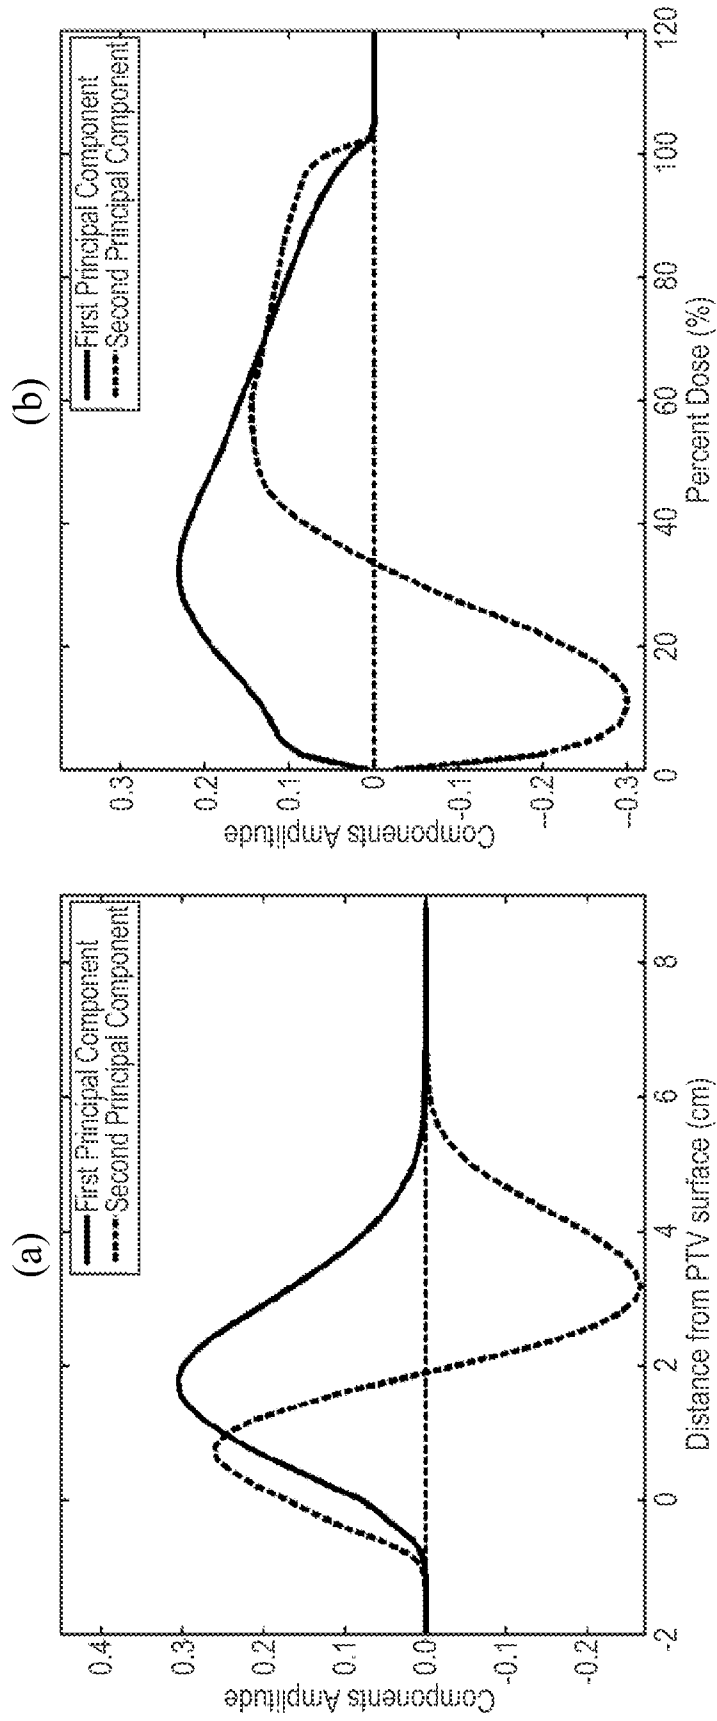 (a)
First Principal Component
Second Principal Component
Components Amplitude
0.4
0.3
0.2
0.1
0.0
-0.1
-0.2
-2
0
2
4
6
8
Distance from PTV surface (cm)
(b)
First Principal Component
Second Principal Component
Components Amplitude
0.3
0.2
0.1
0
-0.1
-0.2
-0.3
0
20
40
60
80
100
120
Percent Dose (%)